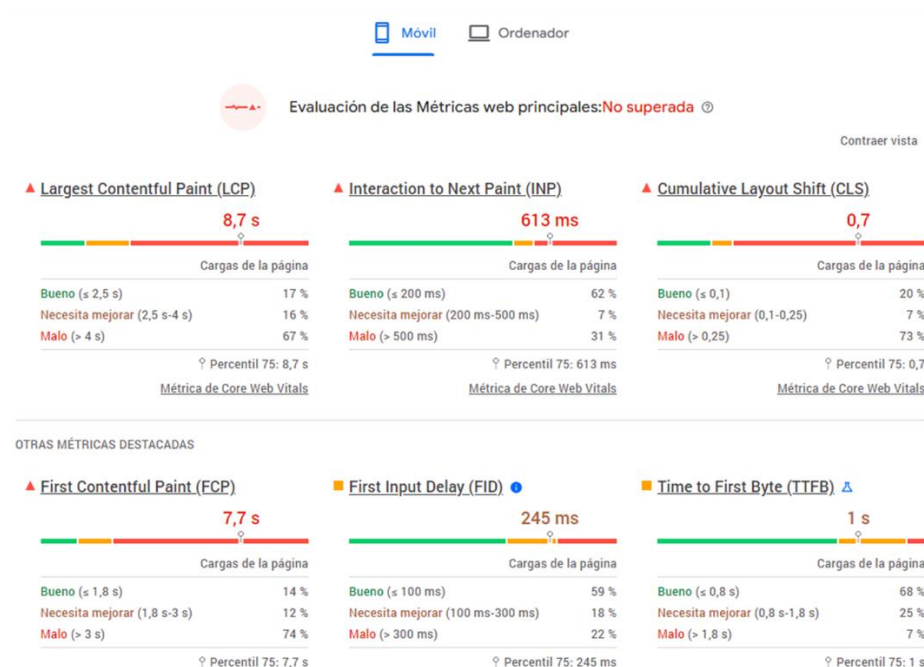 Móvil Ordenador
Evaluación de las Métricas web principales:No superada
Contraer vista
Largest Contentful Paint (LCP)
8,7 s
Cargas de la página
Bueno (≤ 2,5 s) 17 %
Necesita mejorar (2,5 s-4 s) 16 %
Malo (> 4 s) 67 %
Percentil 75: 8,7 s
Métrica de Core Web Vitals
Interaction to Next Paint (INP)
613 ms
Cargas de la página
Bueno (≤ 200 ms) 62 %
Necesita mejorar (200 ms-500 ms) 7 %
Malo (> 500 ms) 31 %
Percentil 75: 613 ms
Métrica de Core Web Vitals
Cumulative Layout Shift (CLS)
0,7
Cargas de la página
Bueno (≤ 0,1) 20 %
Necesita mejorar (0,1-0,25) 7 %
Malo (> 0,25) 73 %
Percentil 75: 0,7
Métrica de Core Web Vitals
OTRAS MÉTRICAS DESTACADAS
First Contentful Paint (FCP)
7,7 s
Cargas de la página
Bueno (≤ 1,8 s) 14 %
Necesita mejorar (1,8 s-3 s) 12 %
Malo (> 3 s) 74 %
Percentil 75: 7,7 s
First Input Delay (FID)
245 ms
Cargas de la página
Bueno (≤ 100 ms) 59 %
Necesita mejorar (100 ms-300 ms) 18 %
Malo (> 300 ms) 22 %
Percentil 75: 245 ms
Time to First Byte (TTFB)
1 s
Cargas de la página
Bueno (≤ 0,8 s) 68 %
Necesita mejorar (0,8 s-1,8 s) 25 %
Malo (> 1,8 s) 7 %
Percentil 75: 1 s